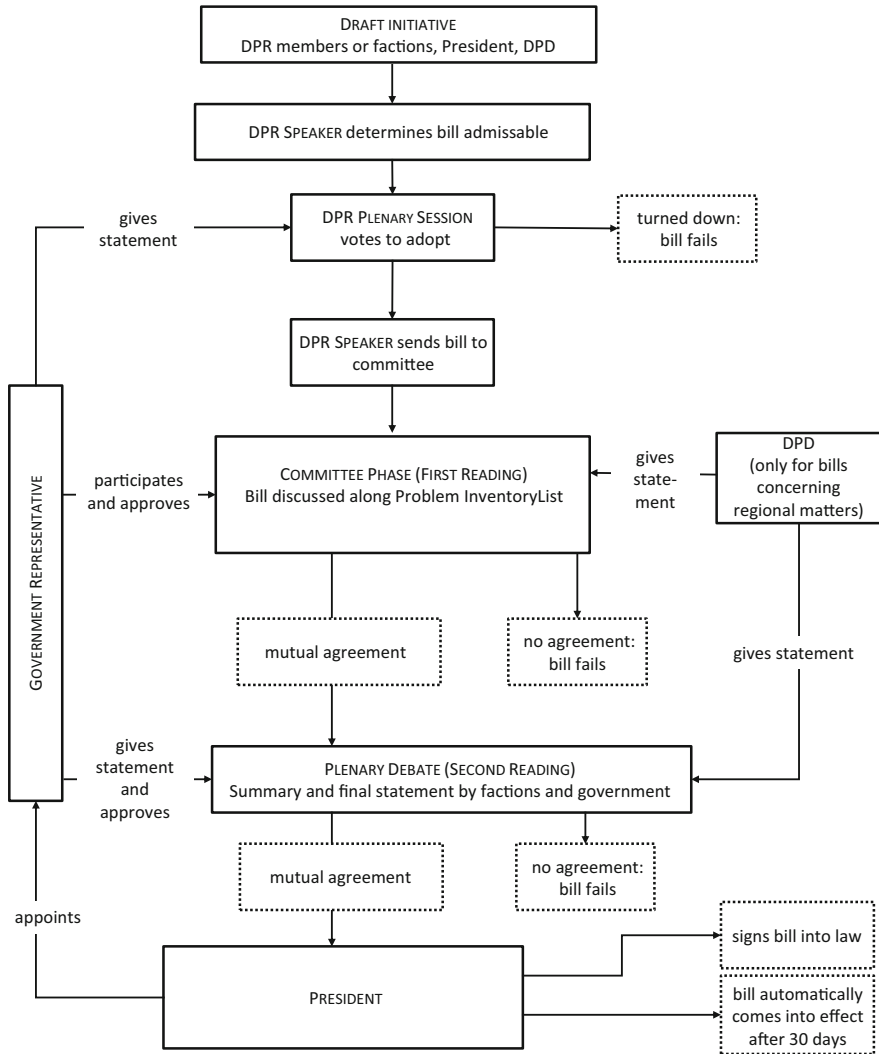 DRAFT INITIATIVE
DPR members or factions, President, DPD
DPR SPEAKER determines bill admissable
gives
statement
DPR PLENARY SESSION
votes to adopt
turned down:
bill fails
DPR SPEAKER sends bill to
committee
GOVERNMENT REPRESENTATIVE
participates
and approves
COMMITTEE PHASE (FIRST READING)
Bill discussed along Problem InventoryList
gives
state-
ment
DPD
(only for bills
concerning
regional matters)
mutual agreement
no agreement:
bill fails
gives statement
gives
statement
and
approves
PLENARY DEBATE (SECOND READING)
Summary and final statement by factions and government
mutual agreement
no agreement:
bill fails
appoints
PRESIDENT
signs bill into law
bill automatically
comes into effect
after 30 days